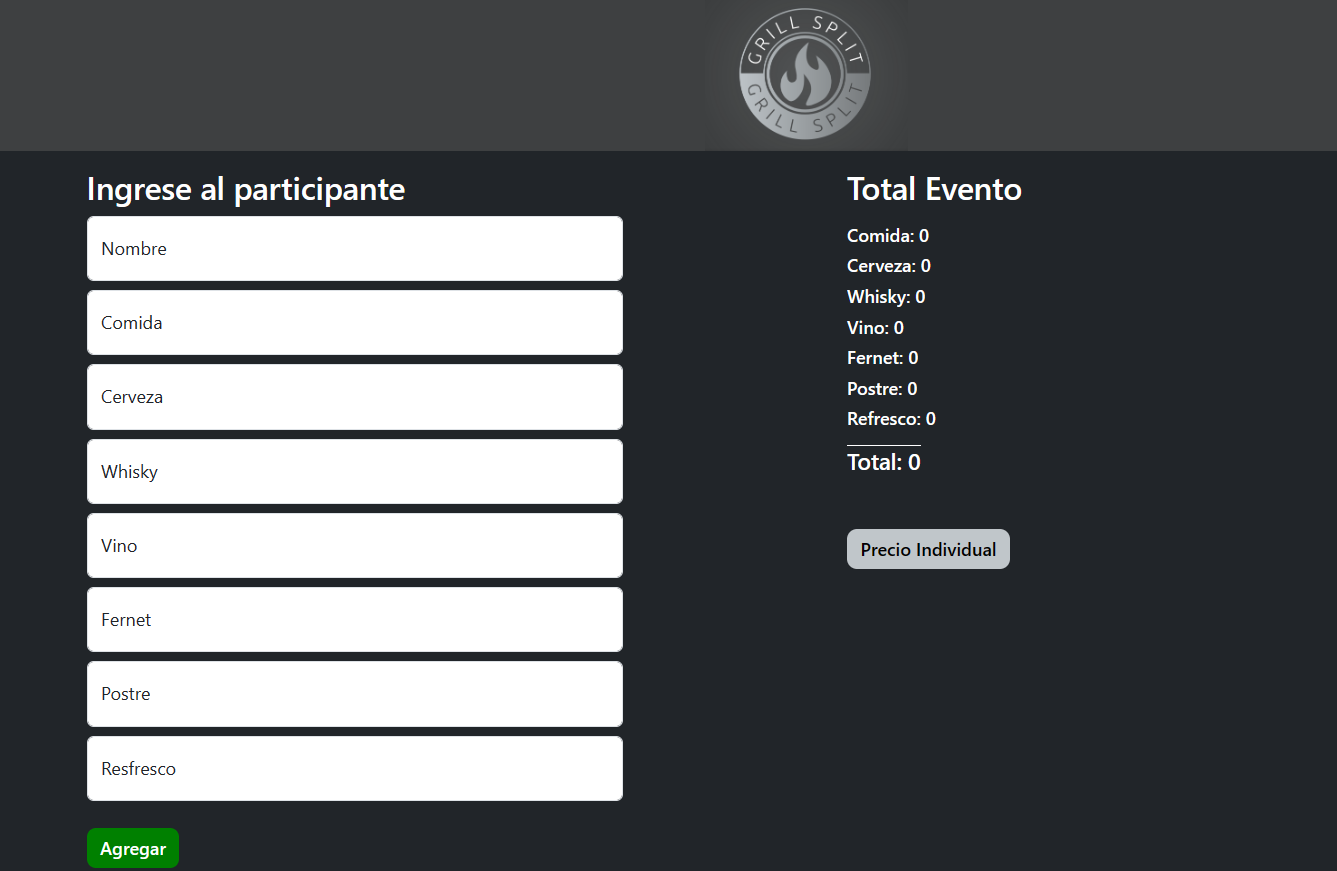 GRILL SPLIT
GRILL SPLIT
Ingrese al participante
Nombre
Comida
Cerveza
Whisky
Vino
Fernet
Postre
Resfresco
Agregar
Total Evento
Comida: 0
Cerveza: 0
Whisky: 0
Vino: 0
Fernet: 0
Postre: 0
Refresco: 0
Total: 0
Precio Individual